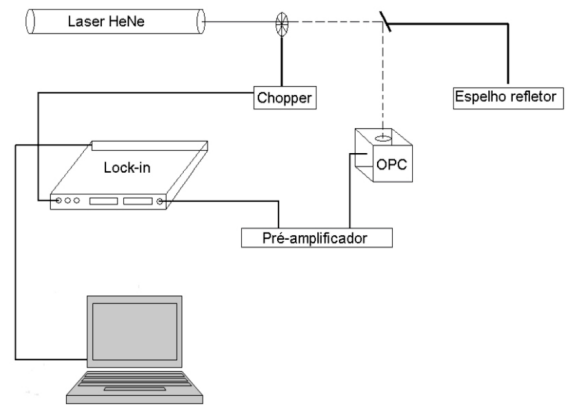 Laser HeNe
Chopper
Espelho refletor
Lock-in
OPC
Pré-amplificador